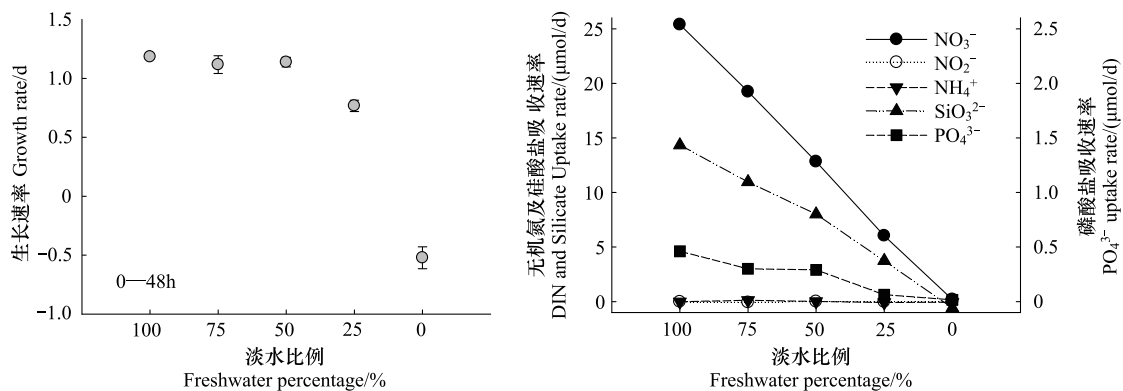 1.5
1.0
0.5
0
−0.5
−1.0
生长速率 Growth rate/d
0—48h
100 75 50 25 0
淡水比例
Freshwater percentage/%
无机氮及硅酸盐吸 收速率
DIN and Silicate Uptake rate/(μmol/d)
25
20
15
10
5
0
NO₃⁻
NO₂⁻
NH₄⁺
SiO₃²⁻
PO₄³⁻
2.5
2.0
1.5
1.0
0.5
0
磷酸盐吸收速率
PO₄³⁻ uptake rate/(μmol/d)
100 75 50 25 0
淡水比例
Freshwater percentage/%